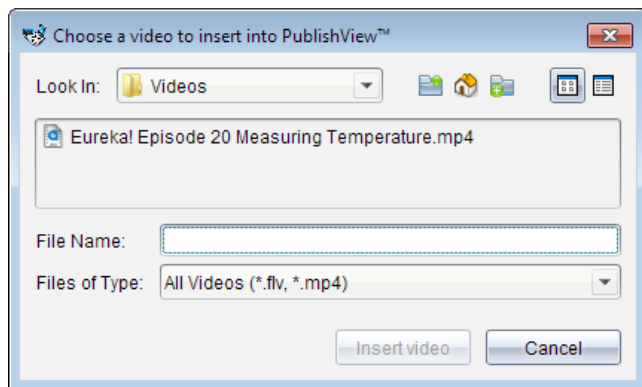 Choose a video to insert into PublishView™
Look In: Videos
Eureka! Episode 20 Measuring Temperature.mp4
File Name:
Files of Type: All Videos (*.flv, *.mp4)
Insert video Cancel